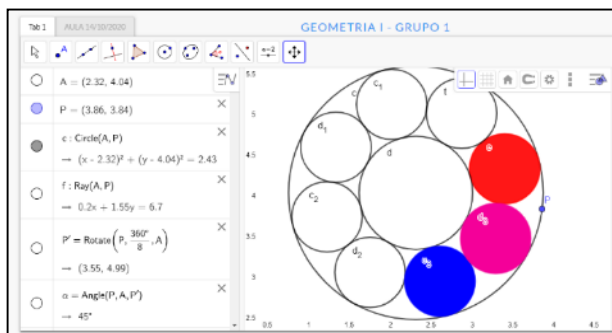 Tab 1 AULA 14/10/2020 GEOMETRIA I - GRUPO 1
A
a=2
A = (2.32, 4.04)
P = (3.86, 3.84)
c : Circle(A, P)
→ (x - 2.32)² + (y - 4.04)² = 2.43
f : Ray(A, P)
→ 0.2x + 1.55y = 6.7
P' = Rotate(P, 360°/8, A)
→ (3.55, 4.99)
α = Angle(P, A, P')
→ 45°
5.5
5
4.5
4
3.5
3
2.5
0.5 1 1.5 2 2.5 3 3.5 4 4.5
c
c₁
t
d₁
d
e
P
c₂
d₃
d₂